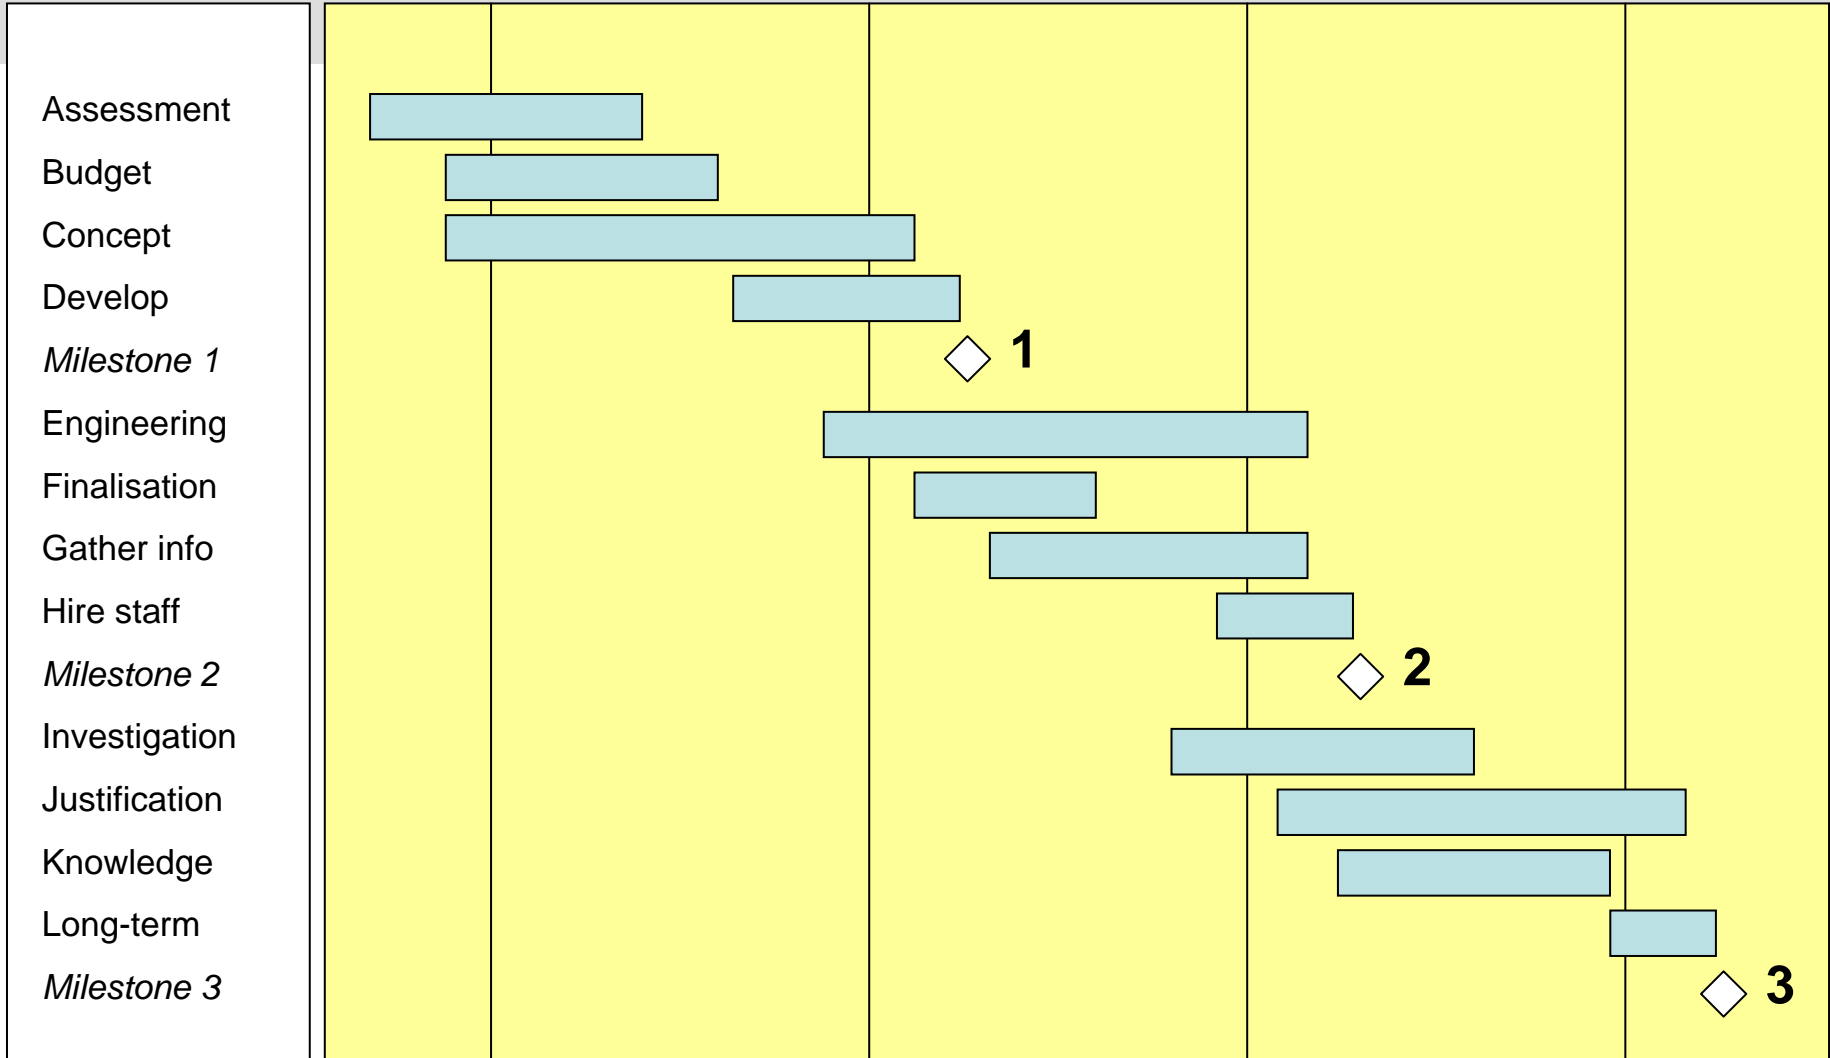 Assessment
Budget
Concept
Develop
Milestone 1
1
Engineering
Finalisation
Gather info
Hire staff
Milestone 2
2
Investigation
Justification
Knowledge
Long-term
Milestone 3
3